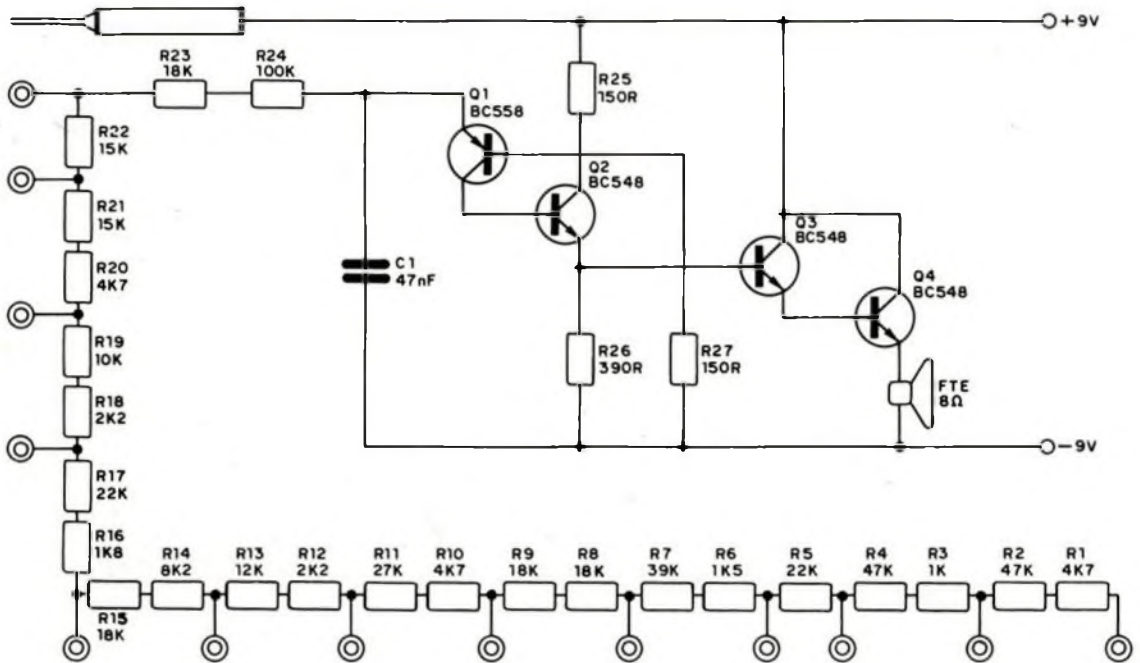 +9V
R23
18K
R24
100K
Q1
BC558
R25
150R
R22
15K
Q2
BC548
R21
15K
Q3
BC548
R20
4K7
C1
47nF
Q4
BC548
R19
10K
R26
390R
R27
150R
FTE
8Ω
R18
2K2
-9V
R17
22K
R16
1K8
R14
8K2
R13
12K
R12
2K2
R11
27K
R10
4K7
R9
18K
R8
18K
R7
39K
R6
1K5
R5
22K
R4
47K
R3
1K
R2
47K
R1
4K7
R15
18K